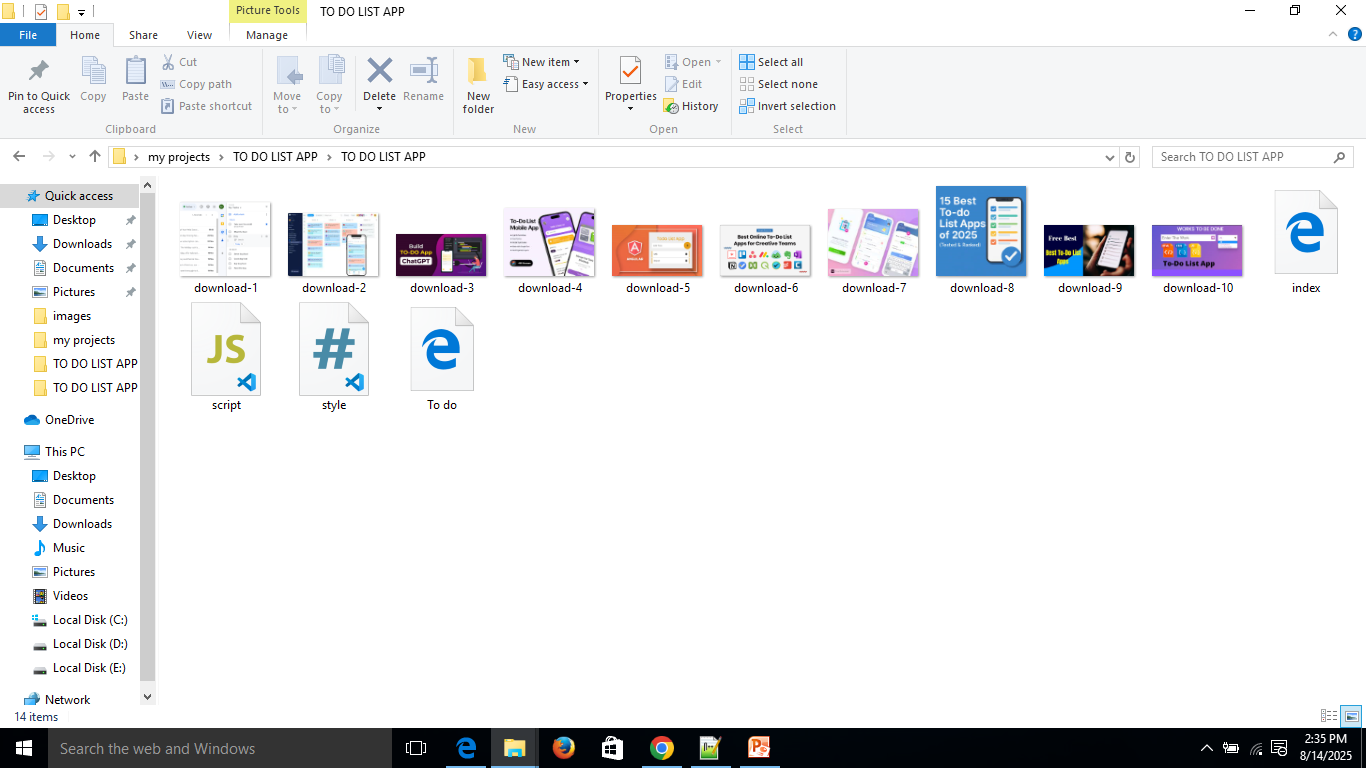 Picture Tools
TO DO LIST APP
File
Home
Share
View
Manage
Pin to Quick access
Copy
Paste
Cut
Copy path
Paste shortcut
Clipboard
Move to
Copy to
Delete
Rename
Organize
New folder
New item
Easy access
New
Properties
Open
Edit
History
Open
Select all
Select none
Invert selection
Select
my projects
TO DO LIST APP
TO DO LIST APP
Search TO DO LIST APP
Quick access
Desktop
Downloads
Documents
Pictures
images
my projects
TO DO LIST APP
TO DO LIST APP
OneDrive
This PC
Desktop
Documents
Downloads
Music
Pictures
Videos
Local Disk (C:)
Local Disk (D:)
Local Disk (E:)
Network
download-1
download-2
Build
TO-DO App
ChatGPT
download-3
To-Do List
Mobile App
download-4
download-5
Best Online To-Do List
Apps for Creative Teams
download-6
download-7
15 Best
To-do
List Apps
of 2025
(Tested & Trusted)
download-8
Free Best
Best To-Do List
Apps
download-9
WORKS TO BE DONE
To-Do List App
download-10
index
JS
script
#
style
To do
14 items
Search the web and Windows
2:35 PM
8/14/2025